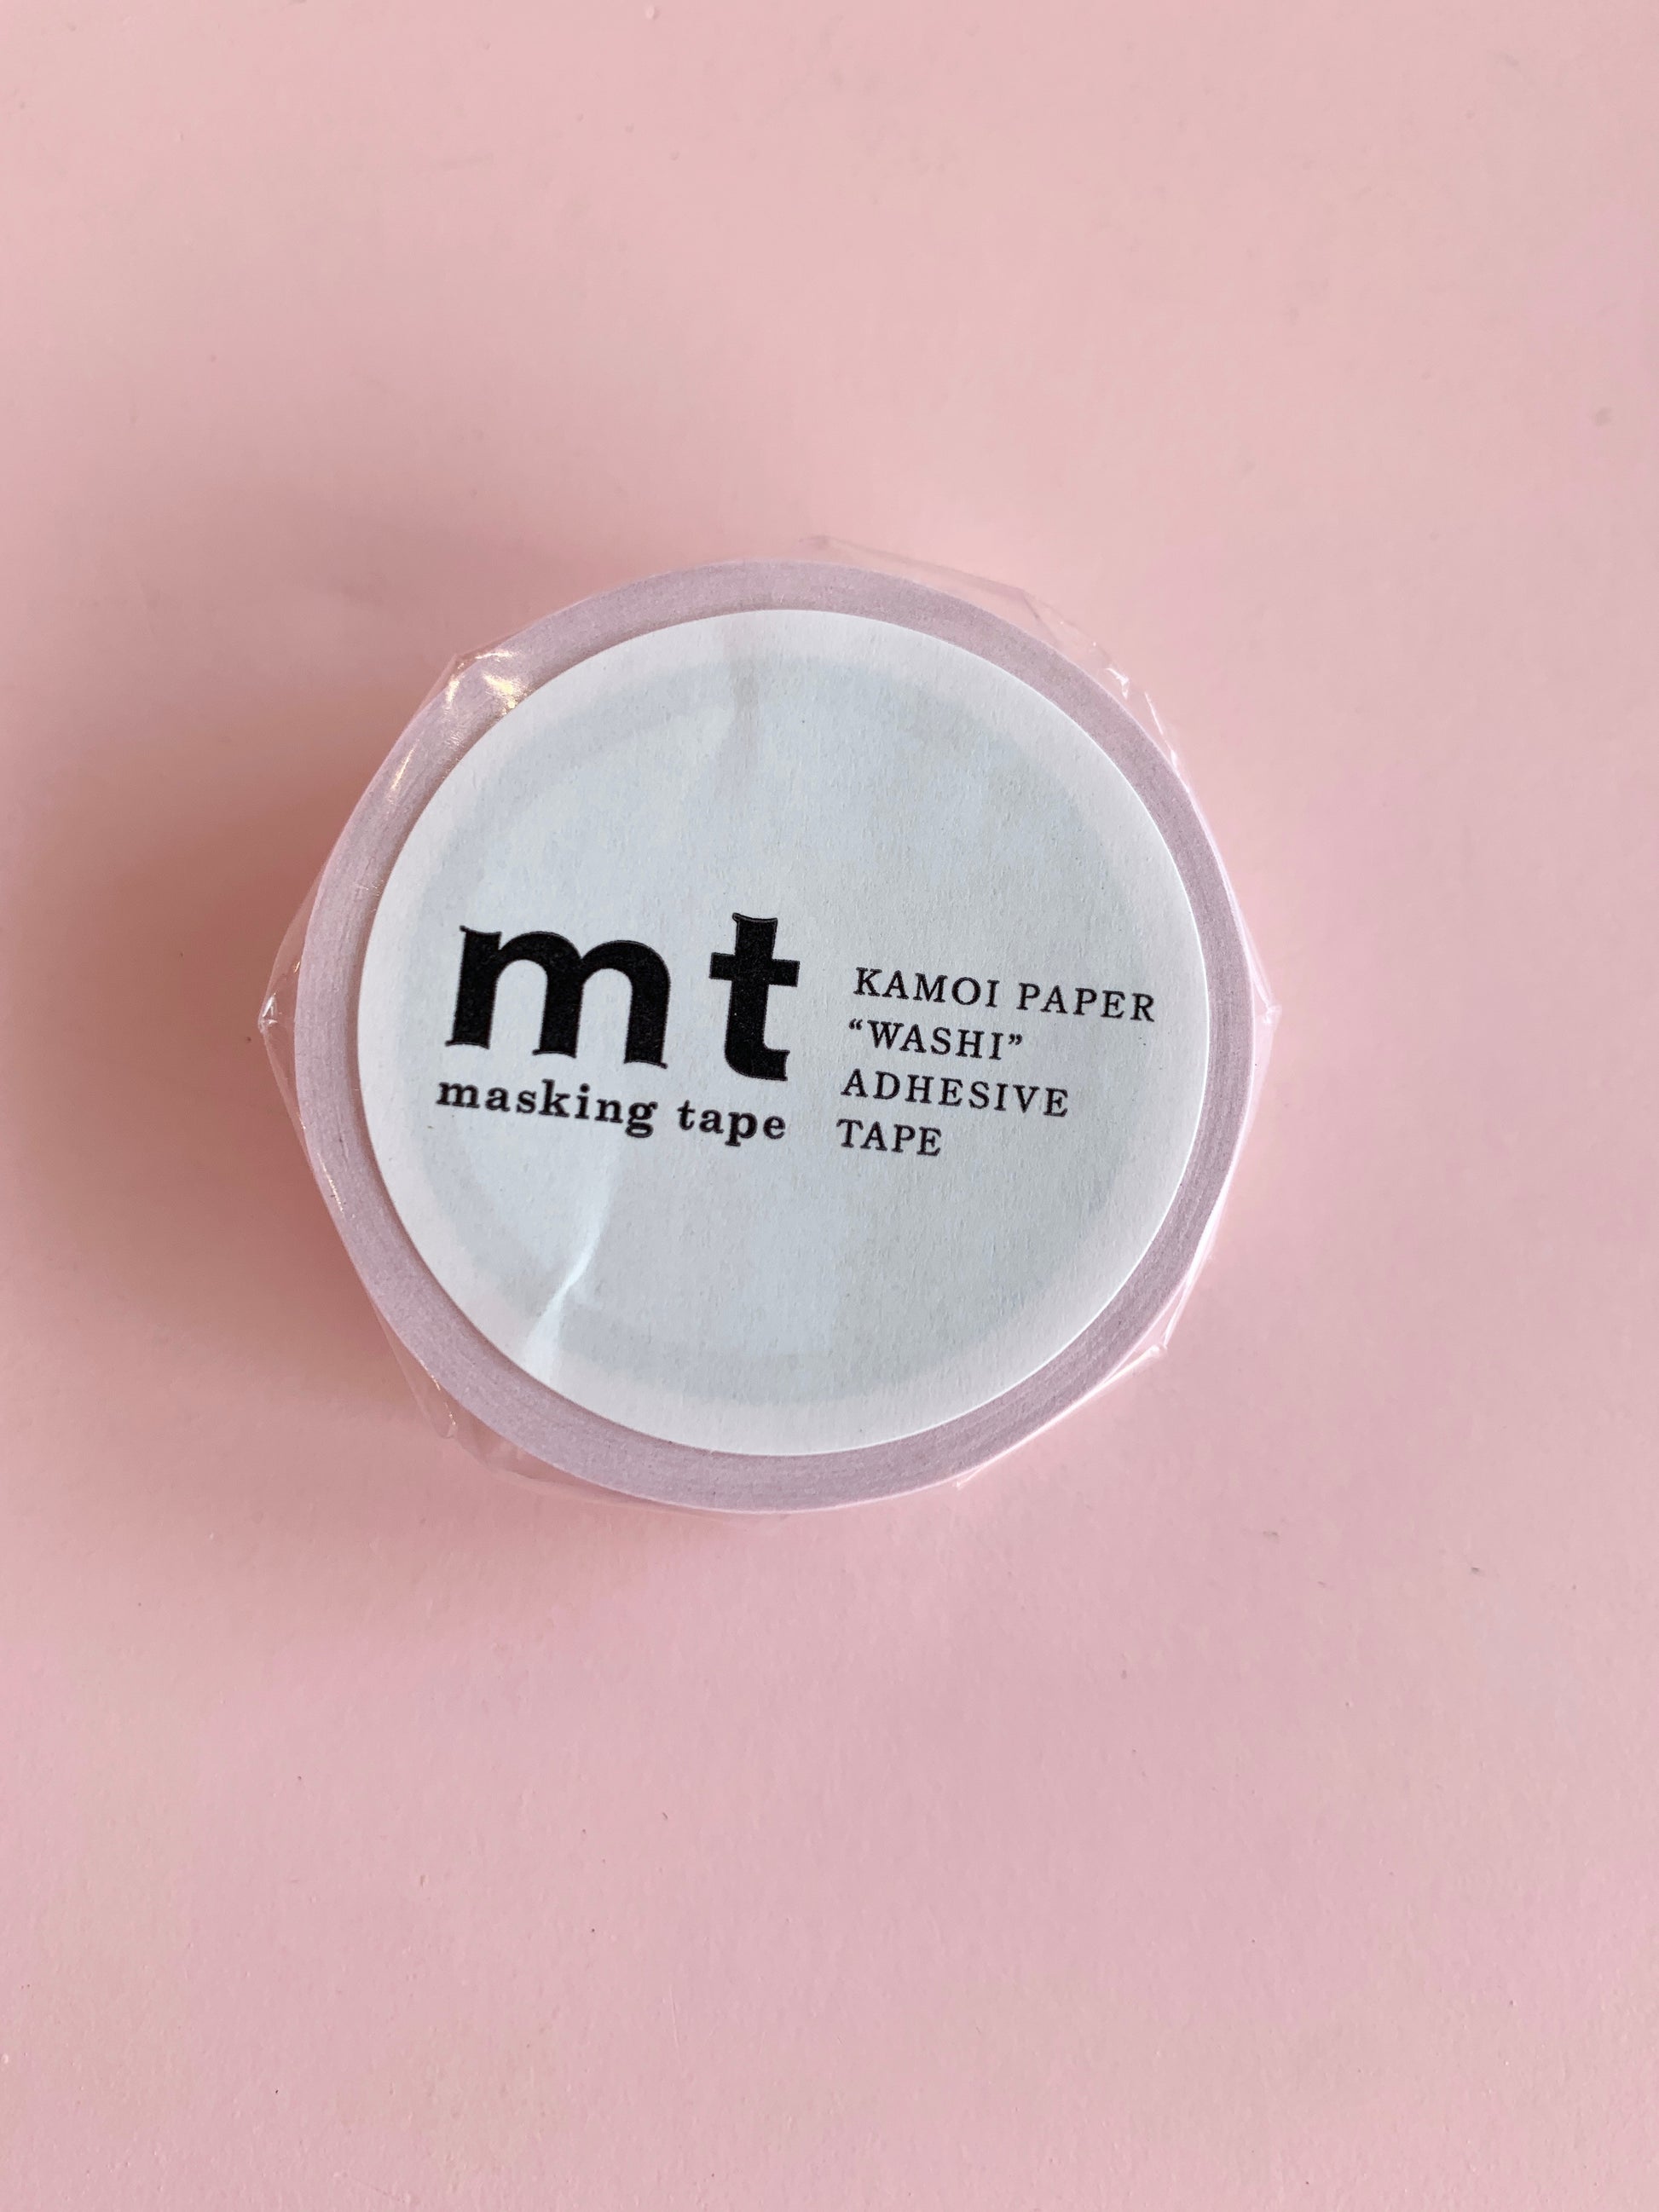 mt
masking tape
KAMOI PAPER
“WASHI”
ADHESIVE
TAPE